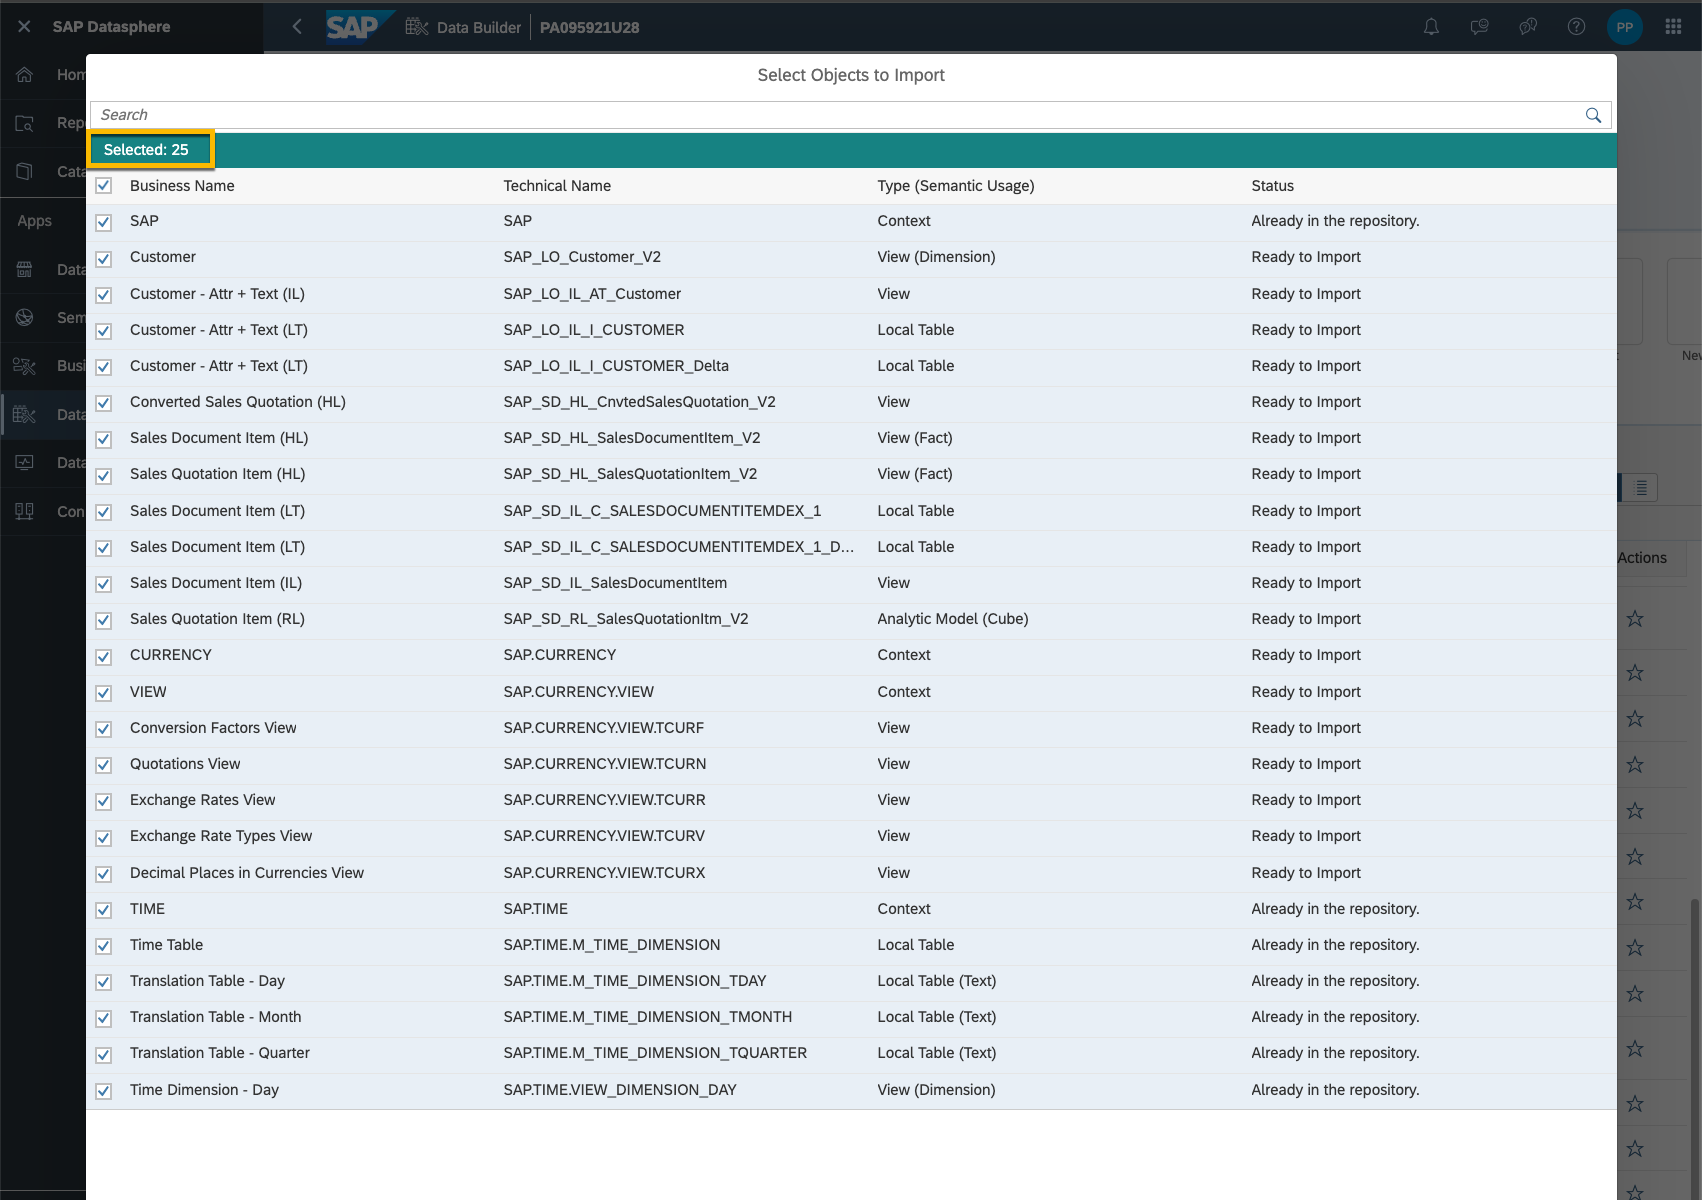 SAP Datasphere
SAP
Data Builder
PA095921U28
PP
Hom
Rep
Cata
Apps
Data
Sem
Busi
Data
Data
Con
Select Objects to Import
Search
Selected: 25
Business Name Technical Name Type (Semantic Usage) Status
SAP SAP Context Already in the repository.
Customer SAP_LO_Customer_V2 View (Dimension) Ready to Import
Customer - Attr + Text (IL) SAP_LO_IL_AT_Customer View Ready to Import
Customer - Attr + Text (LT) SAP_LO_IL_I_CUSTOMER Local Table Ready to Import
Customer - Attr + Text (LT) SAP_LO_IL_I_CUSTOMER_Delta Local Table Ready to Import
Converted Sales Quotation (HL) SAP_SD_HL_CnvtedSalesQuotation_V2 View Ready to Import
Sales Document Item (HL) SAP_SD_HL_SalesDocumentItem_V2 View (Fact) Ready to Import
Sales Quotation Item (HL) SAP_SD_HL_SalesQuotationItem_V2 View (Fact) Ready to Import
Sales Document Item (LT) SAP_SD_IL_C_SALESDOCUMENTITEMDEX_1 Local Table Ready to Import
Sales Document Item (LT) SAP_SD_IL_C_SALESDOCUMENTITEMDEX_1_D... Local Table Ready to Import
Sales Document Item (IL) SAP_SD_IL_SalesDocumentItem View Ready to Import
Sales Quotation Item (RL) SAP_SD_RL_SalesQuotationItm_V2 Analytic Model (Cube) Ready to Import
CURRENCY SAP.CURRENCY Context Ready to Import
VIEW SAP.CURRENCY.VIEW Context Ready to Import
Conversion Factors View SAP.CURRENCY.VIEW.TCURF View Ready to Import
Quotations View SAP.CURRENCY.VIEW.TCURN View Ready to Import
Exchange Rates View SAP.CURRENCY.VIEW.TCURR View Ready to Import
Exchange Rate Types View SAP.CURRENCY.VIEW.TCURV View Ready to Import
Decimal Places in Currencies View SAP.CURRENCY.VIEW.TCURX View Ready to Import
TIME SAP.TIME Context Already in the repository.
Time Table SAP.TIME.M_TIME_DIMENSION Local Table Already in the repository.
Translation Table - Day SAP.TIME.M_TIME_DIMENSION_TDAY Local Table (Text) Already in the repository.
Translation Table - Month SAP.TIME.M_TIME_DIMENSION_TMONTH Local Table (Text) Already in the repository.
Translation Table - Quarter SAP.TIME.M_TIME_DIMENSION_TQUARTER Local Table (Text) Already in the repository.
Time Dimension - Day SAP.TIME.VIEW_DIMENSION_DAY View (Dimension) Already in the repository.
New
Actions